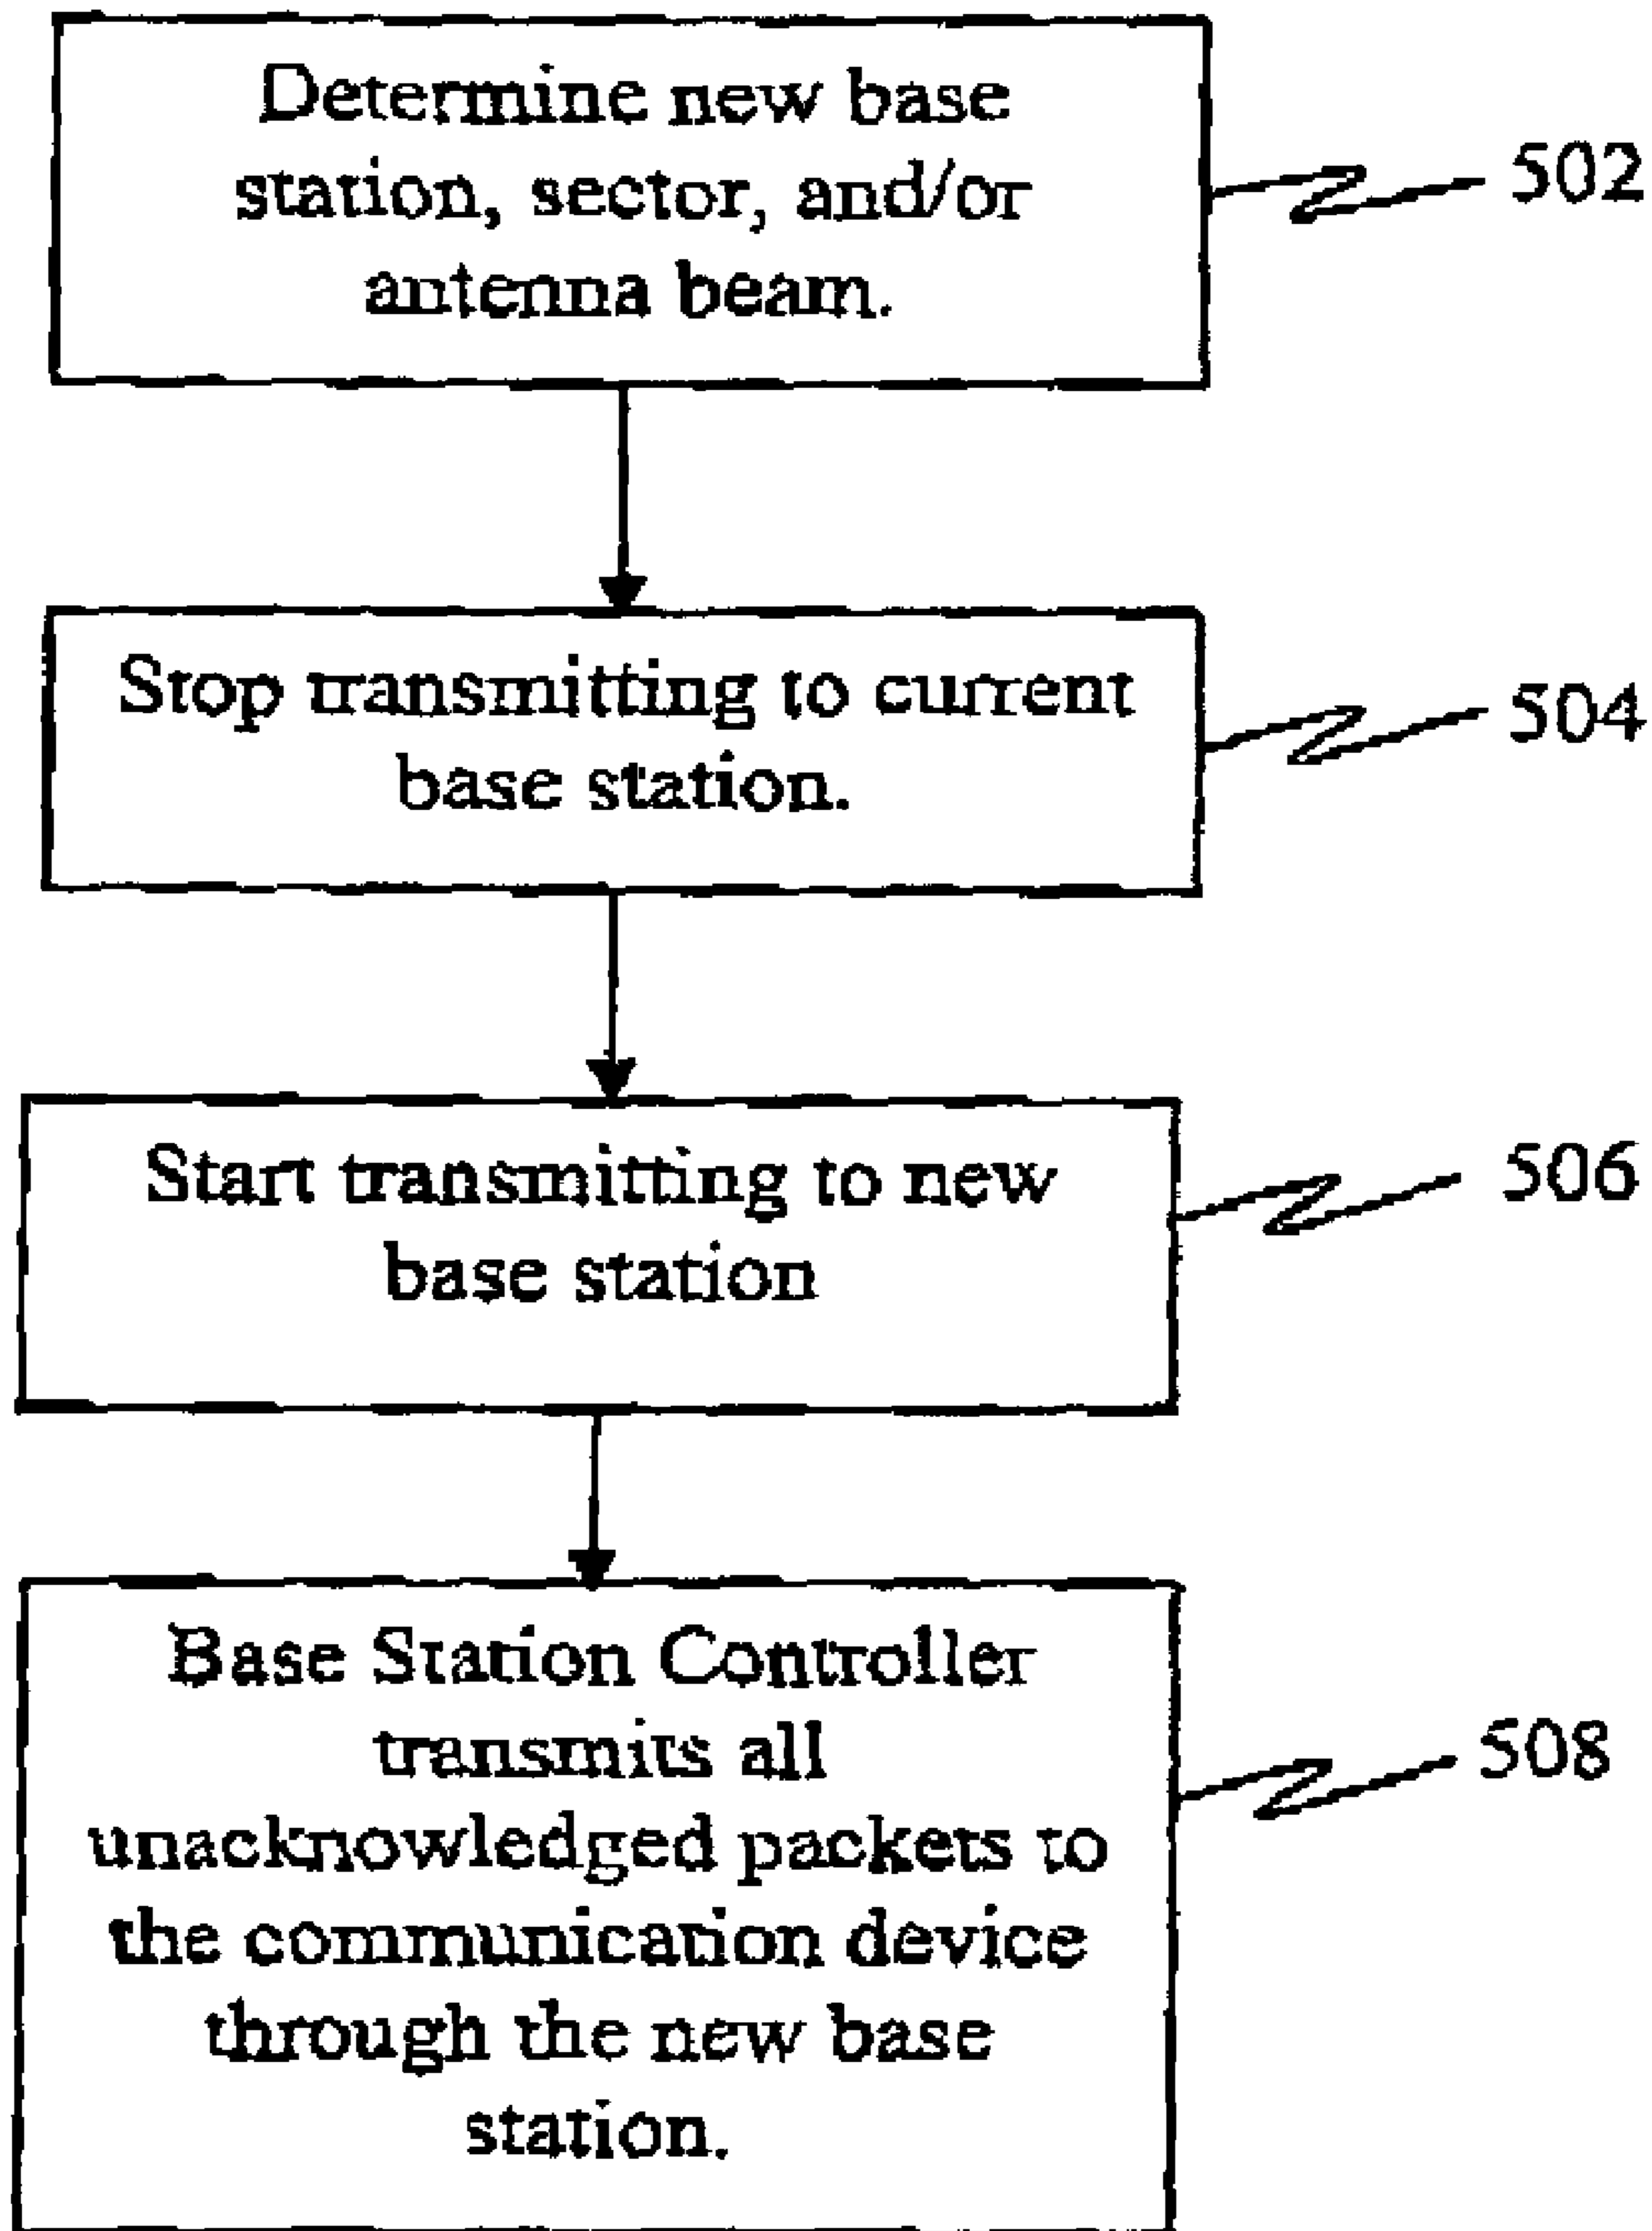 Determine new base
station, sector, and/or
antenna beam.
502
Stop transmitting to current
base station.
504
Start transmitting to new
base station
506
Base Station Controller
transmits all
unacknowledged packets to
the communication device
through the new base
station.
508